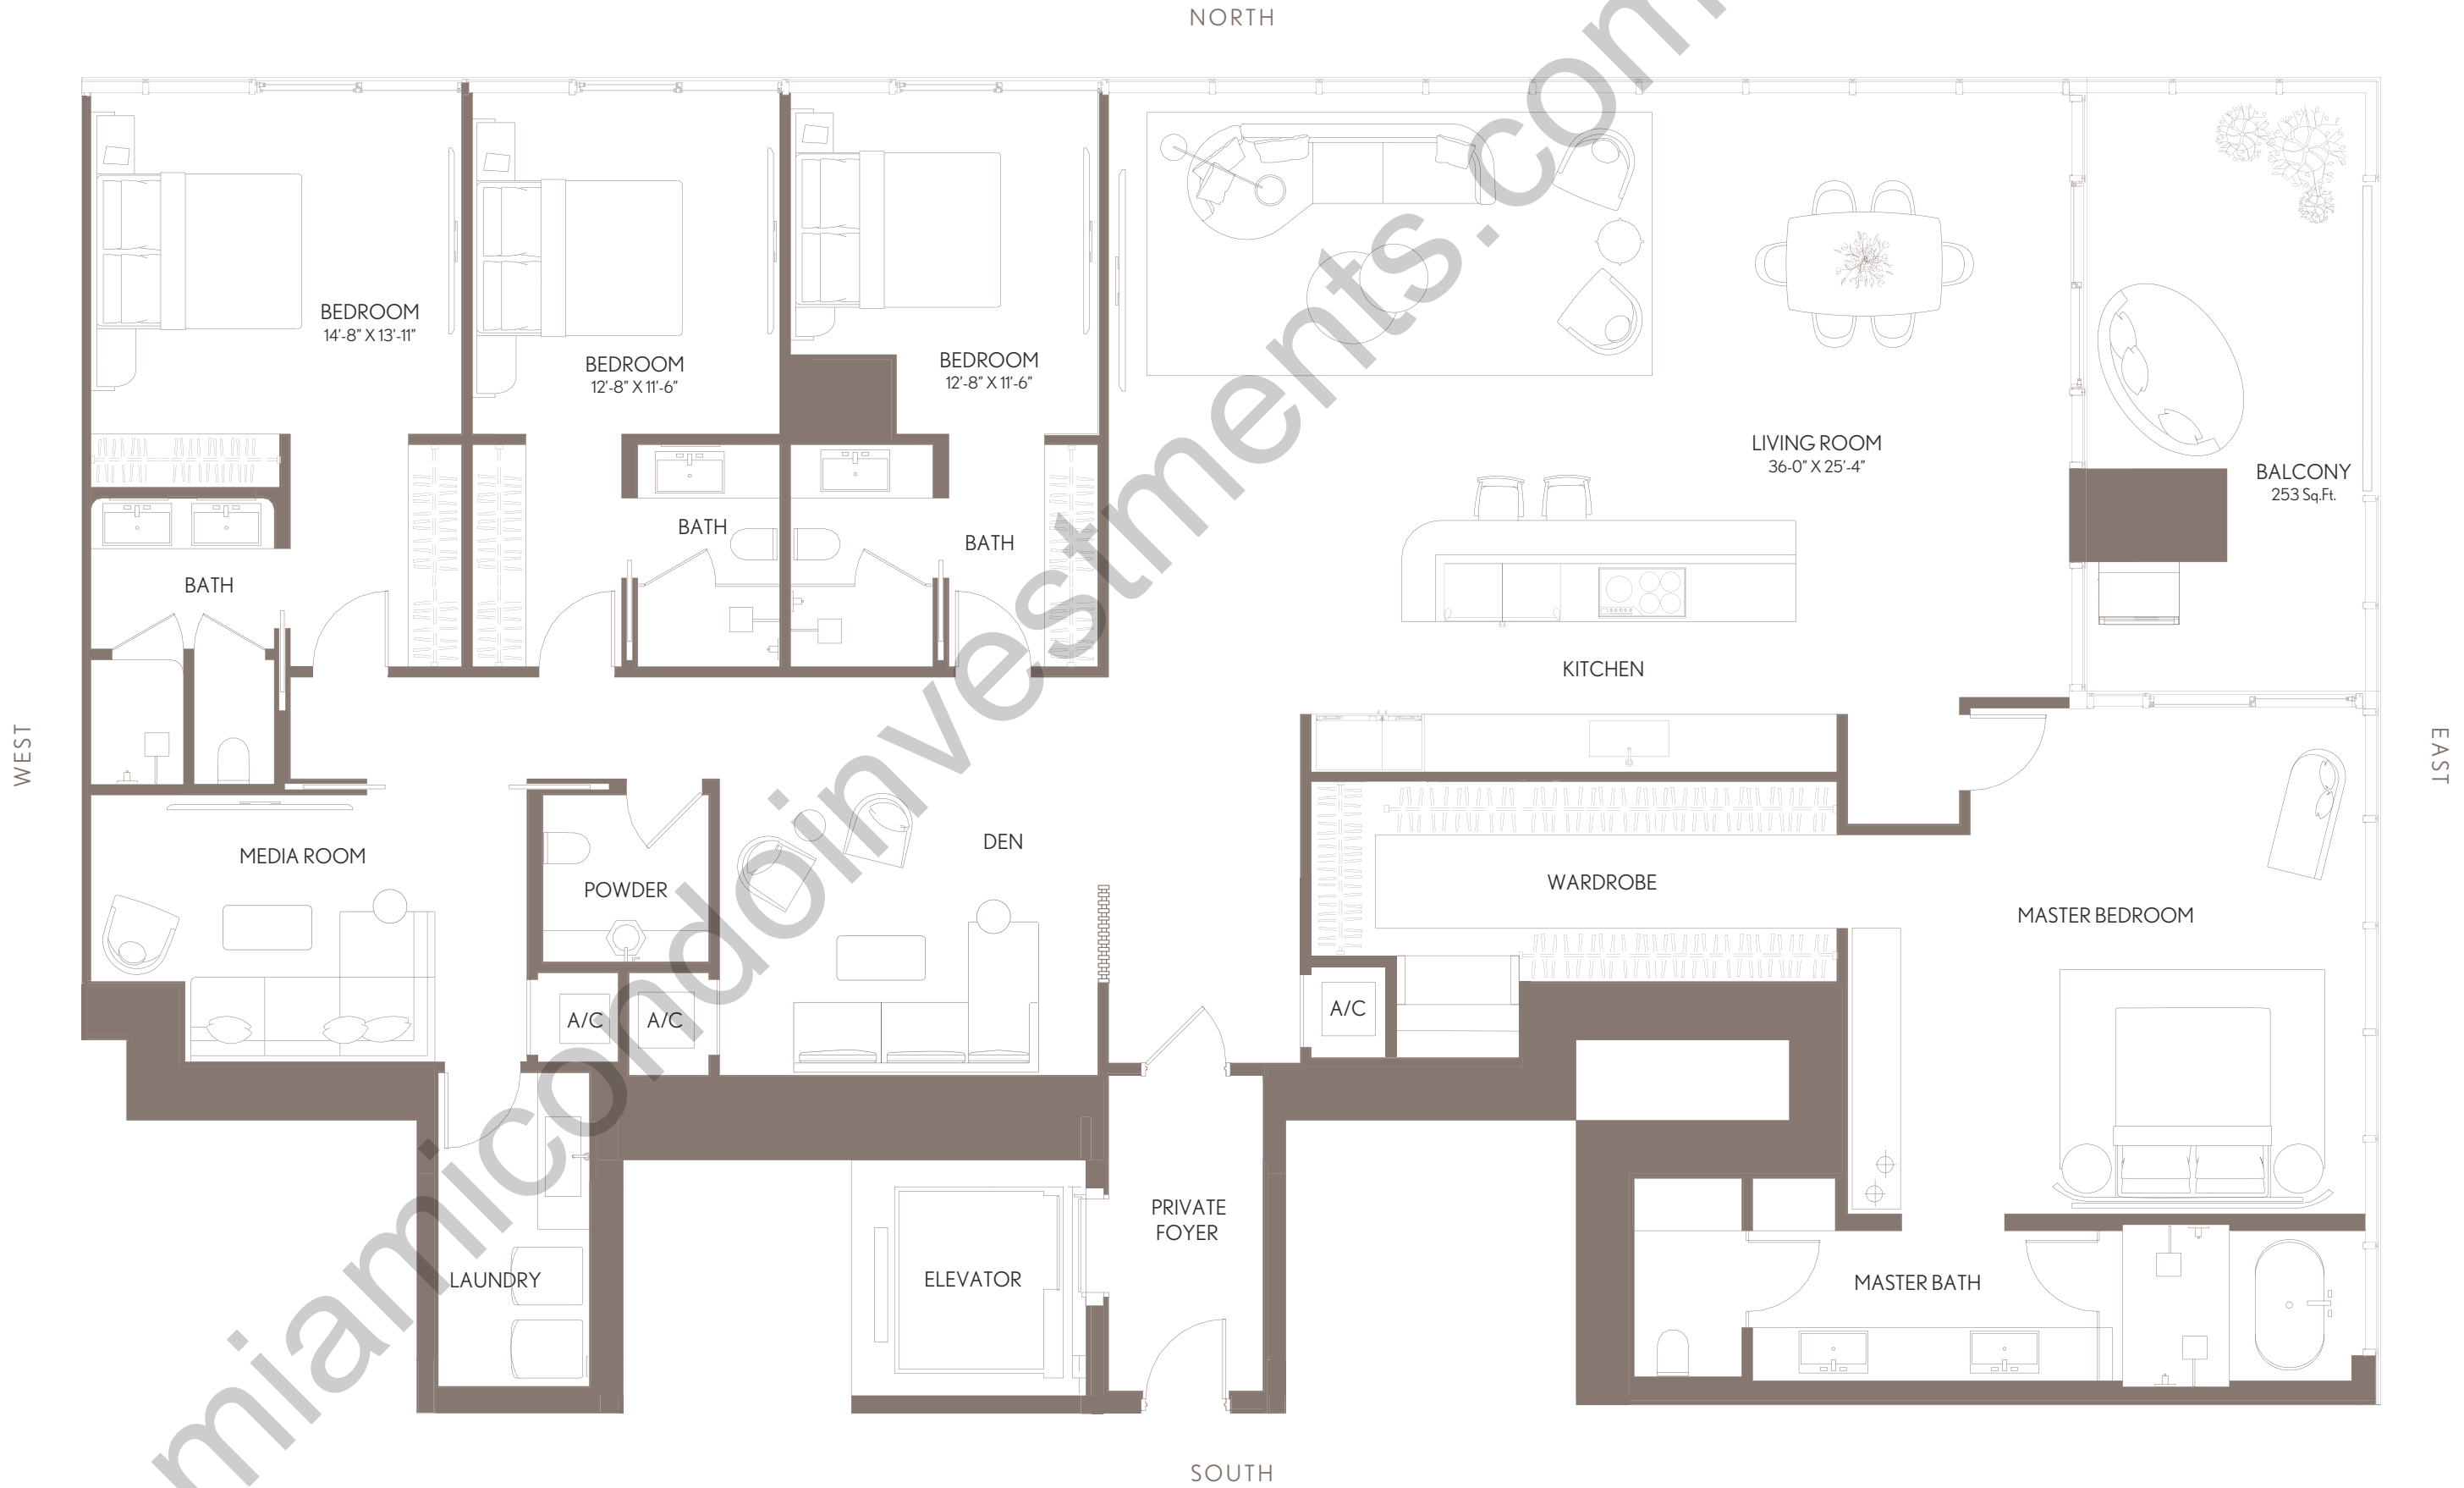 NORTH
BEDROOM
14'-8" X 13'-11"
BEDROOM
12'-8" X 11'-6"
BEDROOM
12'-8" X 11'-6"
LIVING ROOM
36-0" X 25'-4"
BALCONY
253 Sq.Ft.
BATH
BATH
BATH
KITCHEN
WEST
EAST
MEDIA ROOM
POWDER
DEN
WARDROBE
MASTER BEDROOM
A/C
A/C
A/C
PRIVATE
FOYER
LAUNDRY
ELEVATOR
MASTER BATH
SOUTH
miamicondoinvestments.com